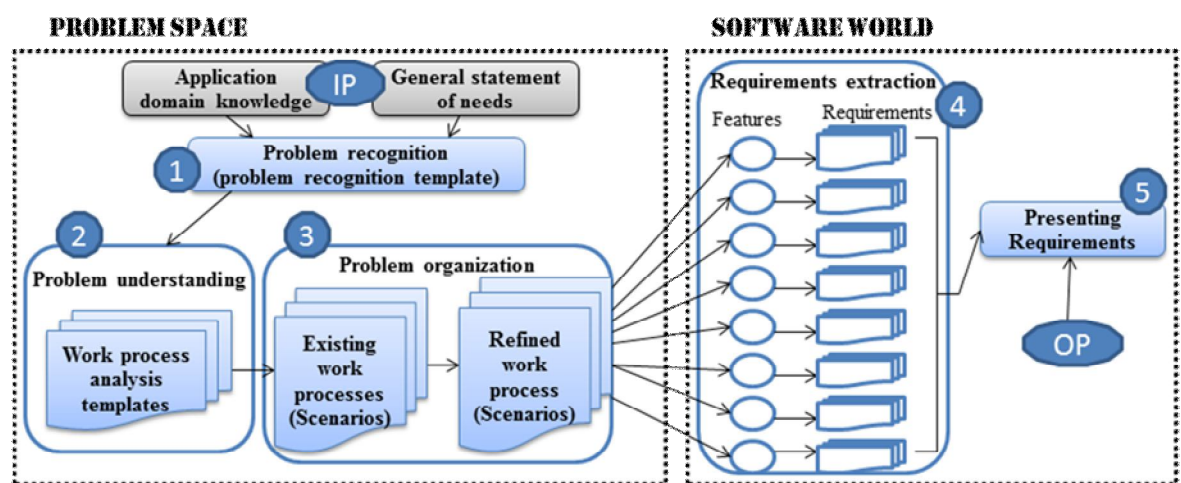 PROBLEM SPACE
SOFTWARE WORLD
Application
domain knowledge
IP
General statement
of needs
1
Problem recognition
(problem recognition template)
2
Problem understanding
Work process
analysis
templates
3
Problem organization
Existing
work
processes
(Scenarios)
Refined
work
process
(Scenarios)
Requirements extraction
4
Features
Requirements
5
Presenting
Requirements
OP